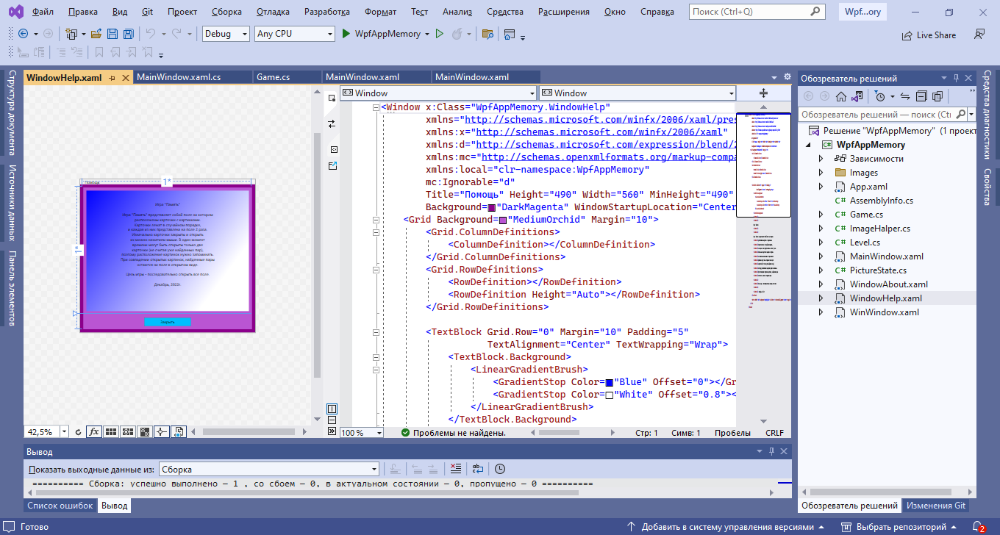 Файл Правка Вид Git Проект Сборка Отладка Разработка Формат Тест Анализ Средства Расширения Окно Справка Поиск (Ctrl+Q) Wpf...ory
Debug Any CPU WpfAppMemory Live Share
Структура документа
Источники данных
Панель элементов
WindowHelp.xaml MainWindow.xaml.cs Game.cs MainWindow.xaml MainWindow.xaml
Window Window
Помощь
1*
1*
Игра "Память"
Игра "Память" представляет собой поле на котором
расположены карточки с картинками.
Карточки лежат в случайном порядке,
и каждая из них представлена на поле 2 раза.
Изначально карточки закрыты и открыть
их можно нажатием мыши. В один момент
времени могут быть открыты только две
карточки (не считая уже найденных пар),
поэтому расположение карточек нужно запоминать.
При совпадении открытых карточек, найденные пары
остаются на поле в открытом виде
Цель игры - последовательно открыть все поле.
Декабрь, 2022г.
Закрыть
42,5%
<Window x:Class="WpfAppMemory.WindowHelp"
xmlns="http://schemas.microsoft.com/winfx/2006/xaml/pres
xmlns:x="http://schemas.microsoft.com/winfx/2006/xaml"
xmlns:d="http://schemas.microsoft.com/expression/blend/2
xmlns:mc="http://schemas.openxmlformats.org/markup-compa
xmlns:local="clr-namespace:WpfAppMemory"
mc:Ignorable="d"
Title="Помощь" Height="490" Width="560" MinHeight="490"
Background="DarkMagenta" WindowStartupLocation="Center
<Grid Background="MediumOrchid" Margin="10">
<Grid.ColumnDefinitions>
<ColumnDefinition></ColumnDefinition>
</Grid.ColumnDefinitions>
<Grid.RowDefinitions>
<RowDefinition></RowDefinition>
<RowDefinition Height="Auto"></RowDefinition>
</Grid.RowDefinitions>
<TextBlock Grid.Row="0" Margin="10" Padding="5"
TextAlignment="Center" TextWrapping="Wrap">
<TextBlock.Background>
<LinearGradientBrush>
<GradientStop Color="Blue" Offset="0"></Gr
<GradientStop Color="White" Offset="0.8"><
</LinearGradientBrush>
</TextBlock.Background>
100 % Проблемы не найдены. Стр: 1 Симв: 1 Пробелы CRLF
Обозреватель решений
Обозреватель решений — поиск (Ctr
Решение "WpfAppMemory" (1 проект
WpfAppMemory
Зависимости
Images
App.xaml
AssemblyInfo.cs
Game.cs
ImageHelper.cs
Level.cs
MainWindow.xaml
PictureState.cs
WindowAbout.xaml
WindowHelp.xaml
WinWindow.xaml
Обозреватель решений Изменения Git
Средства диагностики
Свойства
Вывод
Показать выходные данные из: Сборка
========== Сборка: успешно выполнено — 1 , со сбоем — 0, в актуальном состоянии — 0, пропущено — 0 ==========
Список ошибок Вывод
Готово Добавить в систему управления версиями Выбрать репозиторий 2